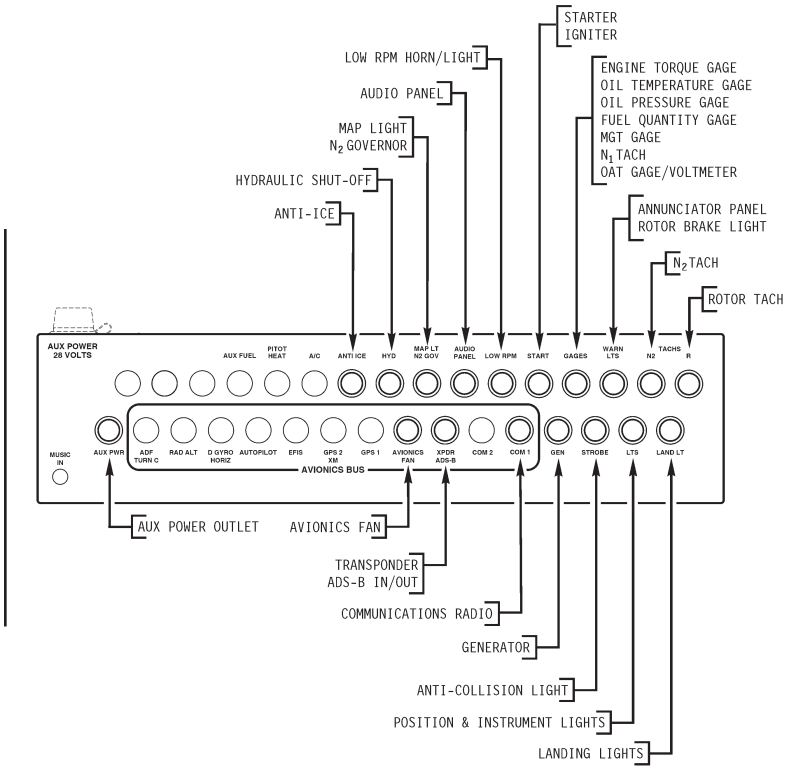 STARTER
IGNITER
LOW RPM HORN/LIGHT
ENGINE TORQUE GAGE
OIL TEMPERATURE GAGE
OIL PRESSURE GAGE
FUEL QUANTITY GAGE
MGT GAGE
N1 TACH
OAT GAGE/VOLTMETER
AUDIO PANEL
MAP LIGHT
N2 GOVERNOR
HYDRAULIC SHUT-OFF
ANTI-ICE
ANNUNCIATOR PANEL
ROTOR BRAKE LIGHT
N2 TACH
ROTOR TACH
AUX POWER
28 VOLTS
AUX FUEL
PITOT
HEAT
A/C
ANTI ICE
HYD
MAP LT
N2 GOV
AUDIO
PANEL
LOW RPM
START
GAGES
WARN
LTS
TACHS
N2
R
MUSIC
IN
AUX PWR
ADF
TURN C
RAD ALT
D GYRO
HORIZ
AUTOPILOT
EFIS
GPS 2
XM
GPS 1
AVIONICS
FAN
XPDR
ADS-B
COM 2
COM 1
GEN
STROBE
LTS
LAND LT
AVIONICS BUS
AUX POWER OUTLET
AVIONICS FAN
TRANSPONDER
ADS-B IN/OUT
COMMUNICATIONS RADIO
GENERATOR
ANTI-COLLISION LIGHT
POSITION & INSTRUMENT LIGHTS
LANDING LIGHTS